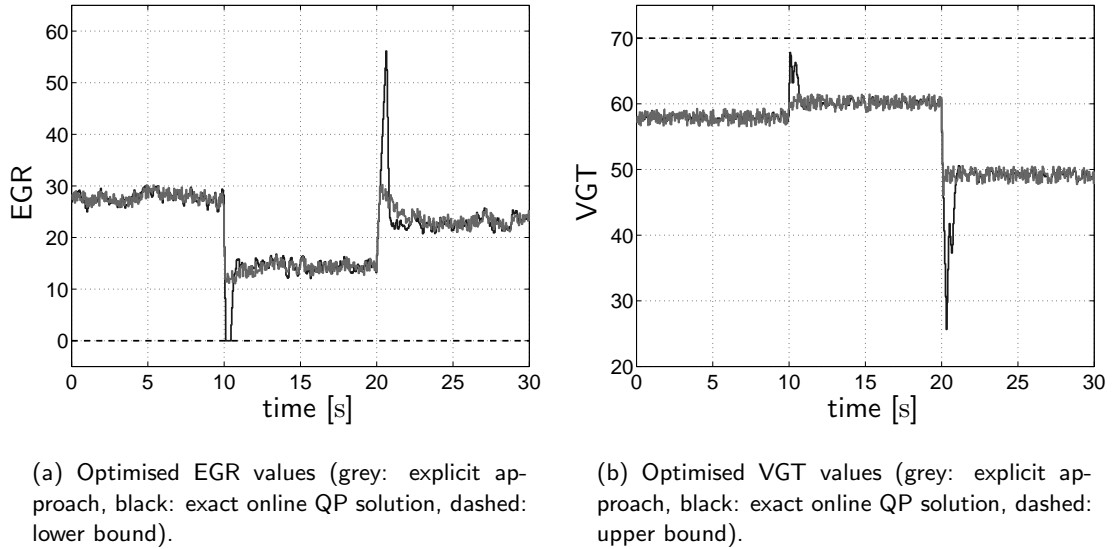 60
50
40
30
20
10
0
EGR
0 5 10 15 20 25 30
time [s]
70
60
50
40
30
20
VGT
0 5 10 15 20 25 30
time [s]
(a) Optimised EGR values (grey: explicit ap-
proach, black: exact online QP solution, dashed:
lower bound).
(b) Optimised VGT values (grey: explicit ap-
proach, black: exact online QP solution, dashed:
upper bound).